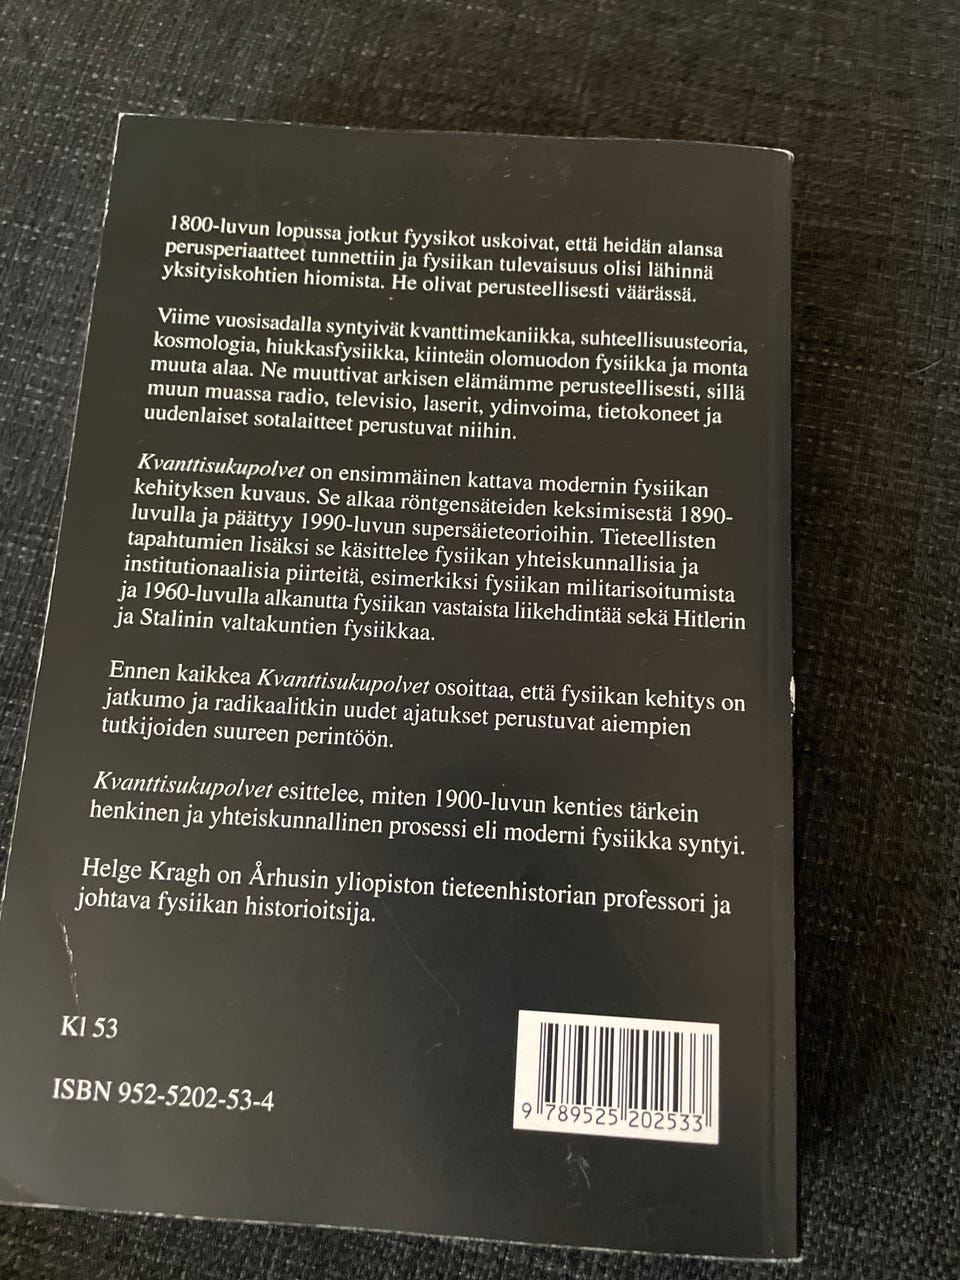 1800-luvun lopussa jotkut fyysikot uskoivat, että heidän alansa
perusperiaatteet tunnettiin ja fysiikan tulevaisuus olisi lähinnä
yksityiskohtien hiomista. He olivat perusteellisesti väärässä.
Viime vuosisadalla syntyivät kvanttimekaniikka, suhteellisuusteoria,
kosmologia, hiukkasfysiikka, kiinteän olomuodon fysiikka ja monta
muuta alaa. Ne muuttivat arkisen elämämme perusteellisesti, sillä
muun muassa radio, televisio, laserit, ydinvoima, tietokoneet ja
uudenlaiset sotalaitteet perustuvat niihin.
Kvanttisukupolvet on ensimmäinen kattava modernin fysiikan
kehityksen kuvaus. Se alkaa röntgensäteiden keksimisestä 1890-
luvulla ja päättyy 1990-luvun supersäieteorioihin. Tieteellisten
tapahtumien lisäksi se käsittelee fysiikan yhteiskunnallisia ja
institutionaalisia piirteitä, esimerkiksi fysiikan militarisoitumista
ja 1960-luvulla alkanutta fysiikan vastaista liikehdintää sekä Hitlerin
ja Stalinin valtakuntien fysiikkaa.
Ennen kaikkea Kvanttisukupolvet osoittaa, että fysiikan kehitys on
jatkumo ja radikaalitkin uudet ajatukset perustuvat aiempien
tutkijoiden suureen perintöön.
Kvanttisukupolvet esittelee, miten 1900-luvun kenties tärkein
henkinen ja yhteiskunnallinen prosessi eli moderni fysiikka syntyi.
Helge Kragh on Århusin yliopiston tieteenhistorian professori ja
johtava fysiikan historioitsija.
Kl 53
ISBN 952-5202-53-4
9 789525 202533